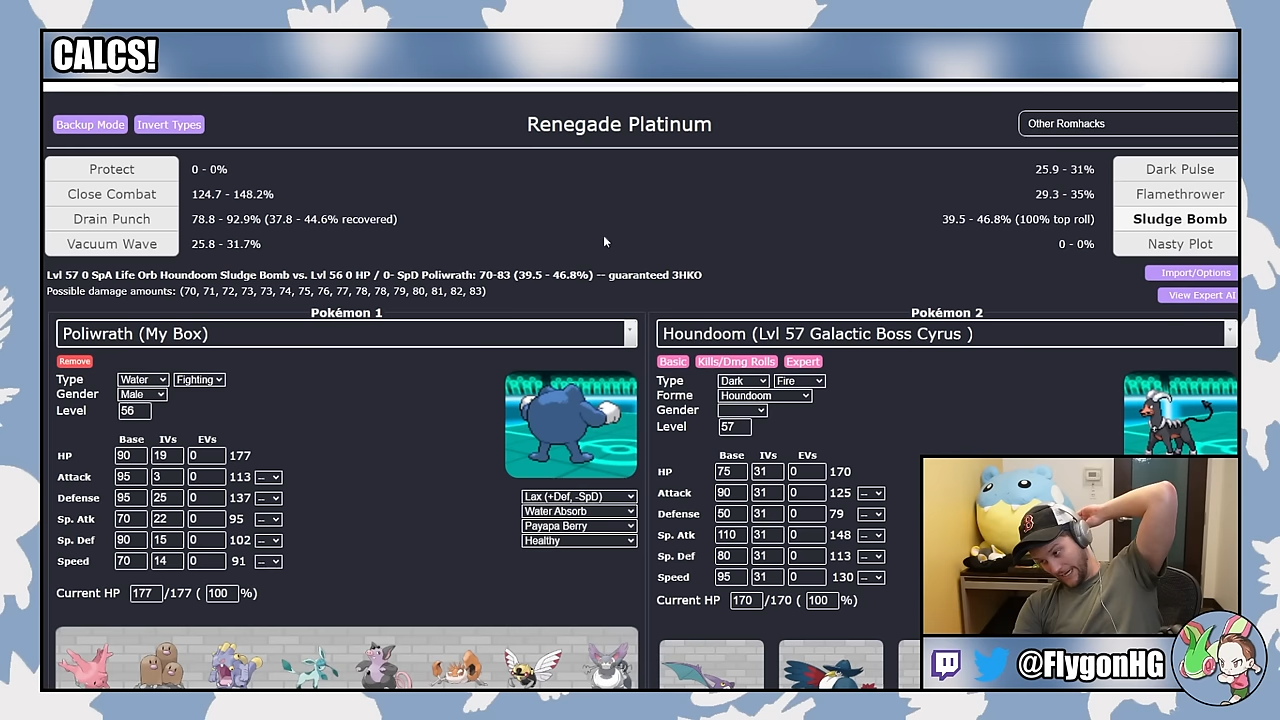 CALCS!
Backup Mode Invert Types Renegade Platinum Other Romhacks
Protect 0 - 0% 25.9 - 31% Dark Pulse
Close Combat 124.7 - 148.2% 29.3 - 35% Flamethrower
Drain Punch 78.8 - 92.9% (37.8 - 44.6% recovered) 39.5 - 46.8% (100% top roll) Sludge Bomb
Vacuum Wave 25.8 - 31.7% 0 - 0% Nasty Plot
Lvl 57 0 SpA Life Orb Houndoom Sludge Bomb vs. Lvl 56 0 HP / 0- SpD Poliwrath: 70-83 (39.5 - 46.8%) -- guaranteed 3HKO
Import/Options
Possible damage amounts: (70, 71, 72, 73, 73, 74, 75, 76, 77, 78, 78, 79, 80, 81, 82, 83)
View Expert AI
Pokémon 1
Poliwrath (My Box)
Remove
Type Water Fighting
Gender Male
Level 56
Base IVs EVs
HP 90 19 0 177
Attack 95 3 0 113 --
Defense 95 25 0 137 --
Sp. Atk 70 22 0 95 --
Sp. Def 90 15 0 102 --
Speed 70 14 0 91 --
Lax (+Def, -SpD)
Water Absorb
Payapa Berry
Healthy
Current HP 177 /177 ( 100 %)
Pokémon 2
Houndoom (Lvl 57 Galactic Boss Cyrus )
Basic Kills/Dmg Rolls Expert
Type Dark Fire
Forme Houndoom
Gender
Level 57
Base IVs EVs
HP 75 31 0 170
Attack 90 31 0 125 --
Defense 50 31 0 79 --
Sp. Atk 110 31 0 148 --
Sp. Def 80 31 0 113 --
Speed 95 31 0 130 --
Current HP 170 /170 ( 100 %)
@FlygonHG